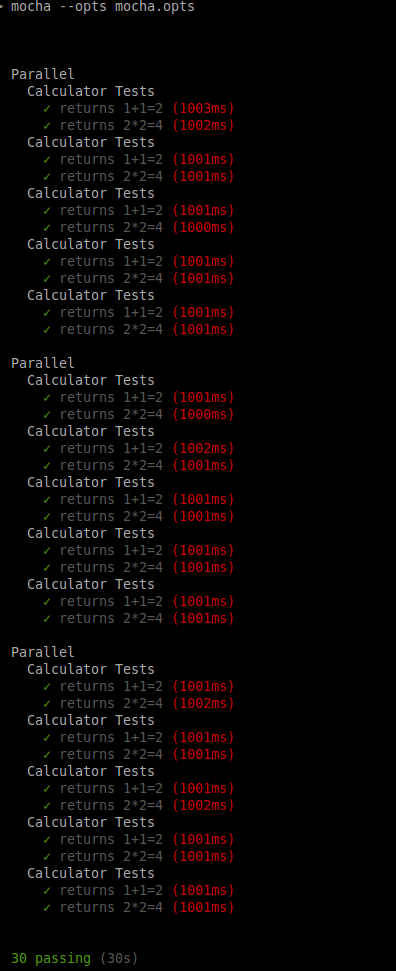 > mocha --opts mocha.opts
Parallel
Calculator Tests
✓ returns 1+1=2 (1003ms)
✓ returns 2*2=4 (1002ms)
Calculator Tests
✓ returns 1+1=2 (1001ms)
✓ returns 2*2=4 (1001ms)
Calculator Tests
✓ returns 1+1=2 (1001ms)
✓ returns 2*2=4 (1000ms)
Calculator Tests
✓ returns 1+1=2 (1001ms)
✓ returns 2*2=4 (1001ms)
Calculator Tests
✓ returns 1+1=2 (1001ms)
✓ returns 2*2=4 (1001ms)
Parallel
Calculator Tests
✓ returns 1+1=2 (1001ms)
✓ returns 2*2=4 (1000ms)
Calculator Tests
✓ returns 1+1=2 (1002ms)
✓ returns 2*2=4 (1001ms)
Calculator Tests
✓ returns 1+1=2 (1001ms)
✓ returns 2*2=4 (1001ms)
Calculator Tests
✓ returns 1+1=2 (1001ms)
✓ returns 2*2=4 (1001ms)
Calculator Tests
✓ returns 1+1=2 (1001ms)
✓ returns 2*2=4 (1001ms)
Parallel
Calculator Tests
✓ returns 1+1=2 (1001ms)
✓ returns 2*2=4 (1002ms)
Calculator Tests
✓ returns 1+1=2 (1001ms)
✓ returns 2*2=4 (1001ms)
Calculator Tests
✓ returns 1+1=2 (1001ms)
✓ returns 2*2=4 (1002ms)
Calculator Tests
✓ returns 1+1=2 (1001ms)
✓ returns 2*2=4 (1001ms)
Calculator Tests
✓ returns 1+1=2 (1001ms)
✓ returns 2*2=4 (1001ms)
30 passing (30s)